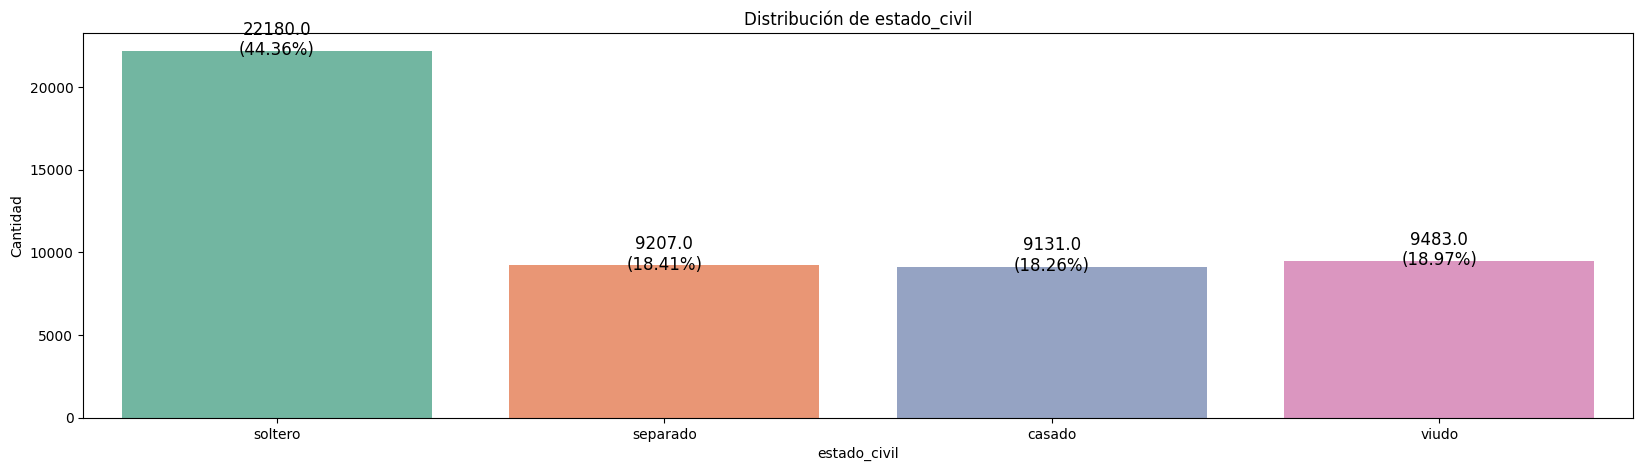 Distribución de estado_civil
22180.0
(44.36%)
9207.0
(18.41%)
9131.0
(18.26%)
9483.0
(18.97%)
Cantidad
20000
15000
10000
5000
0
soltero
separado
casado
viudo
estado_civil